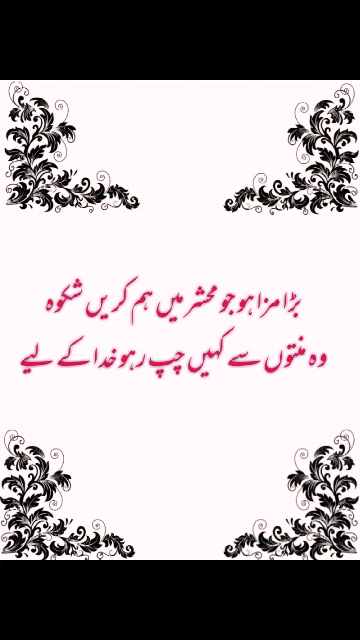 بڑا مزا ہو جو محشر میں ہم کریں شکوہ
وہ منتوں سے کہیں چپ رہو خدا کے لیے